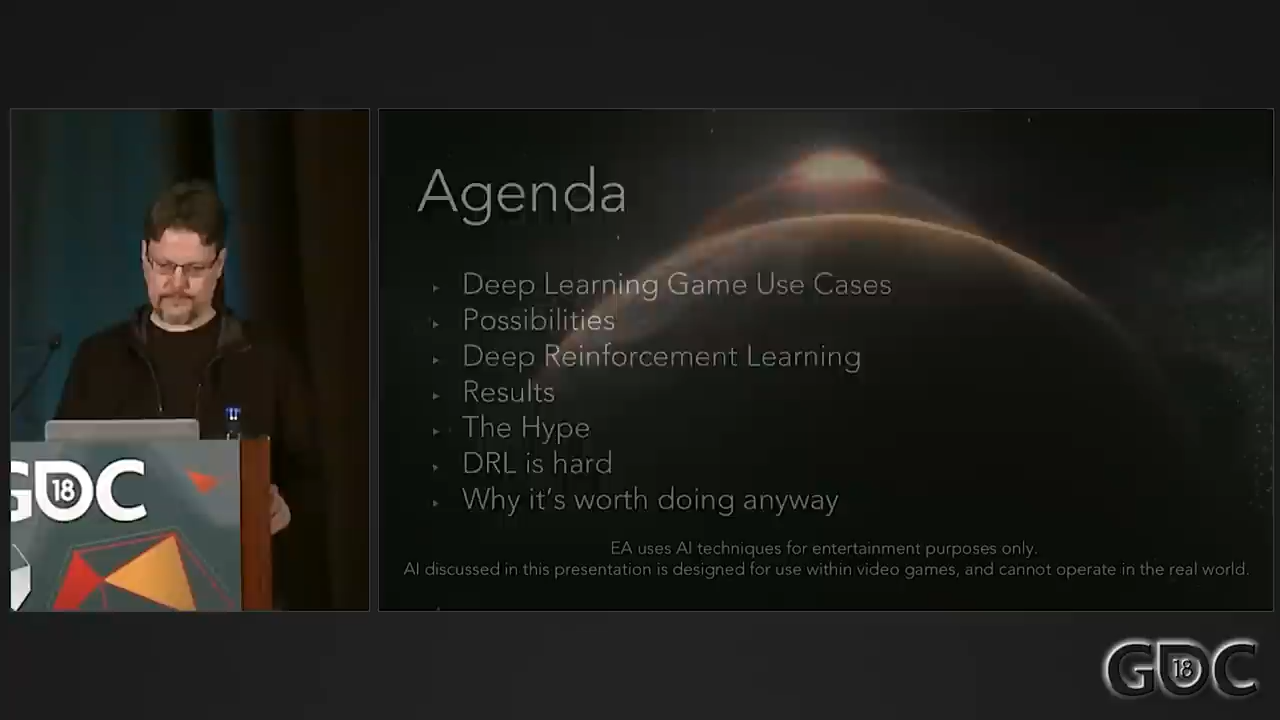 Agenda
Deep Learning Game Use Cases
Possibilities
Deep Reinforcement Learning
Results
The Hype
DRL is hard
Why it's worth doing anyway
EA uses AI techniques for entertainment purposes only.
AI discussed in this presentation is designed for use within video games, and cannot operate in the real world.
GDC
18
GDC
18